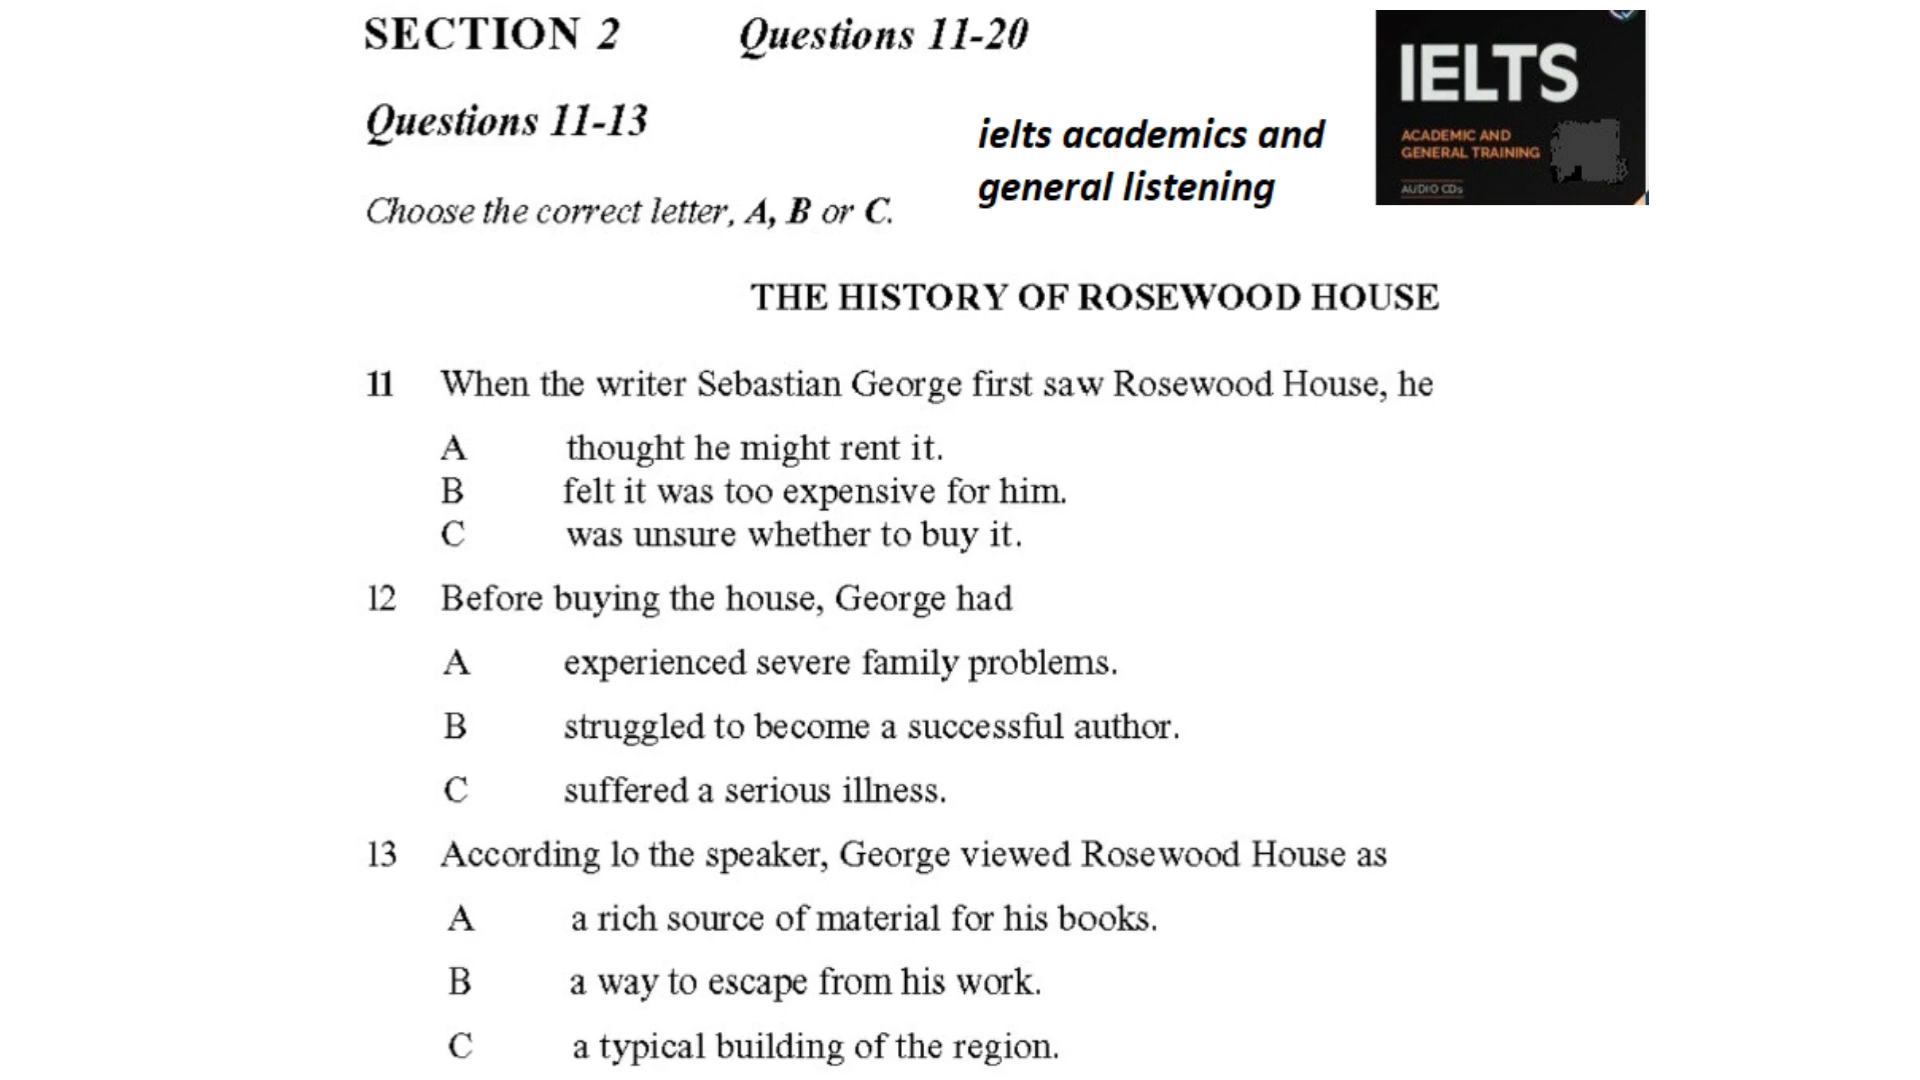 SECTION 2 Questions 11-20
Questions 11-13
ielts academics and
general listening
IELTS
ACADEMIC AND
GENERAL TRAINING
AUDIO CDs
Choose the correct letter, A, B or C.
THE HISTORY OF ROSEWOOD HOUSE
11 When the writer Sebastian George first saw Rosewood House, he
A thought he might rent it.
B felt it was too expensive for him.
C was unsure whether to buy it.
12 Before buying the house, George had
A experienced severe family problems.
B struggled to become a successful author.
C suffered a serious illness.
13 According lo the speaker, George viewed Rosewood House as
A a rich source of material for his books.
B a way to escape from his work.
C a typical building of the region.